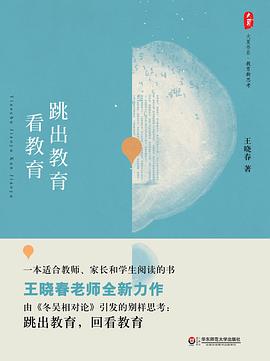 大夏书系·教育新思考
跳出教育
看教育
Tiaochu Jiaoyu Kan Jiaoyu
王晓春 著
一本适合教师、家长和学生阅读的书
王晓春老师全新力作
由《冬吴相对论》引发的别样思考:
跳出教育,回看教育
华东师范大学出版社